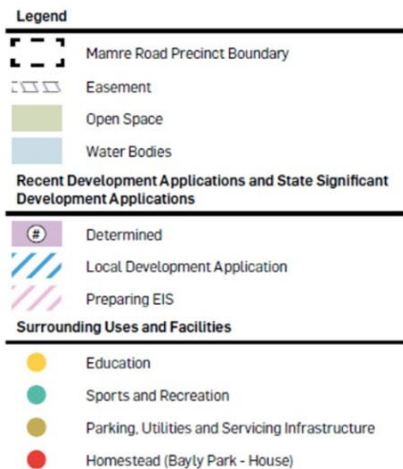 Legend
Mamre Road Precinct Boundary
Easement
Open Space
Water Bodies
Recent Development Applications and State Significant
Development Applications
# Determined
Local Development Application
Preparing EIS
Surrounding Uses and Facilities
Education
Sports and Recreation
Parking, Utilities and Servicing Infrastructure
Homestead (Bayly Park - House)